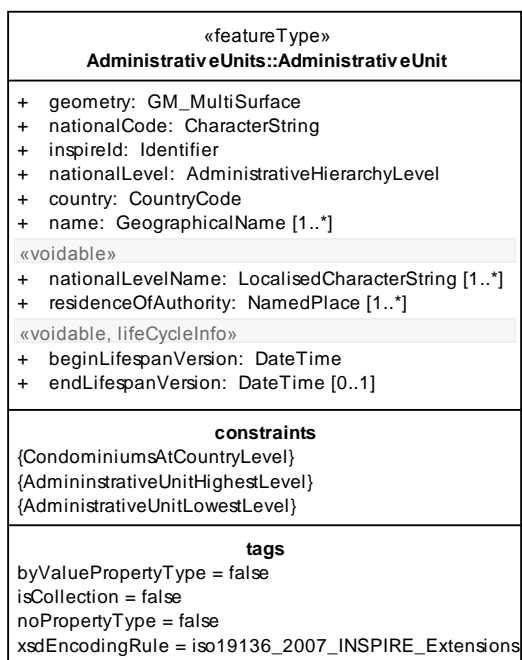 «featureType»
AdministrativeUnits::AdministrativeUnit
+ geometry: GM_MultiSurface
+ nationalCode: CharacterString
+ inspireId: Identifier
+ nationalLevel: AdministrativeHierarchyLevel
+ country: CountryCode
+ name: GeographicalName [1..*]
«voidable»
+ nationalLevelName: LocalisedCharacterString [1..*]
+ residenceOfAuthority: NamedPlace [1..*]
«voidable, lifeCycleInfo»
+ beginLifespanVersion: DateTime
+ endLifespanVersion: DateTime [0..1]
constraints
{CondominiumsAtCountryLevel}
{AdmininstrativeUnitHighestLevel}
{AdministrativeUnitLowestLevel}
tags
byValuePropertyType = false
isCollection = false
noPropertyType = false
xsdEncodingRule = iso19136_2007_INSPIRE_Extensions